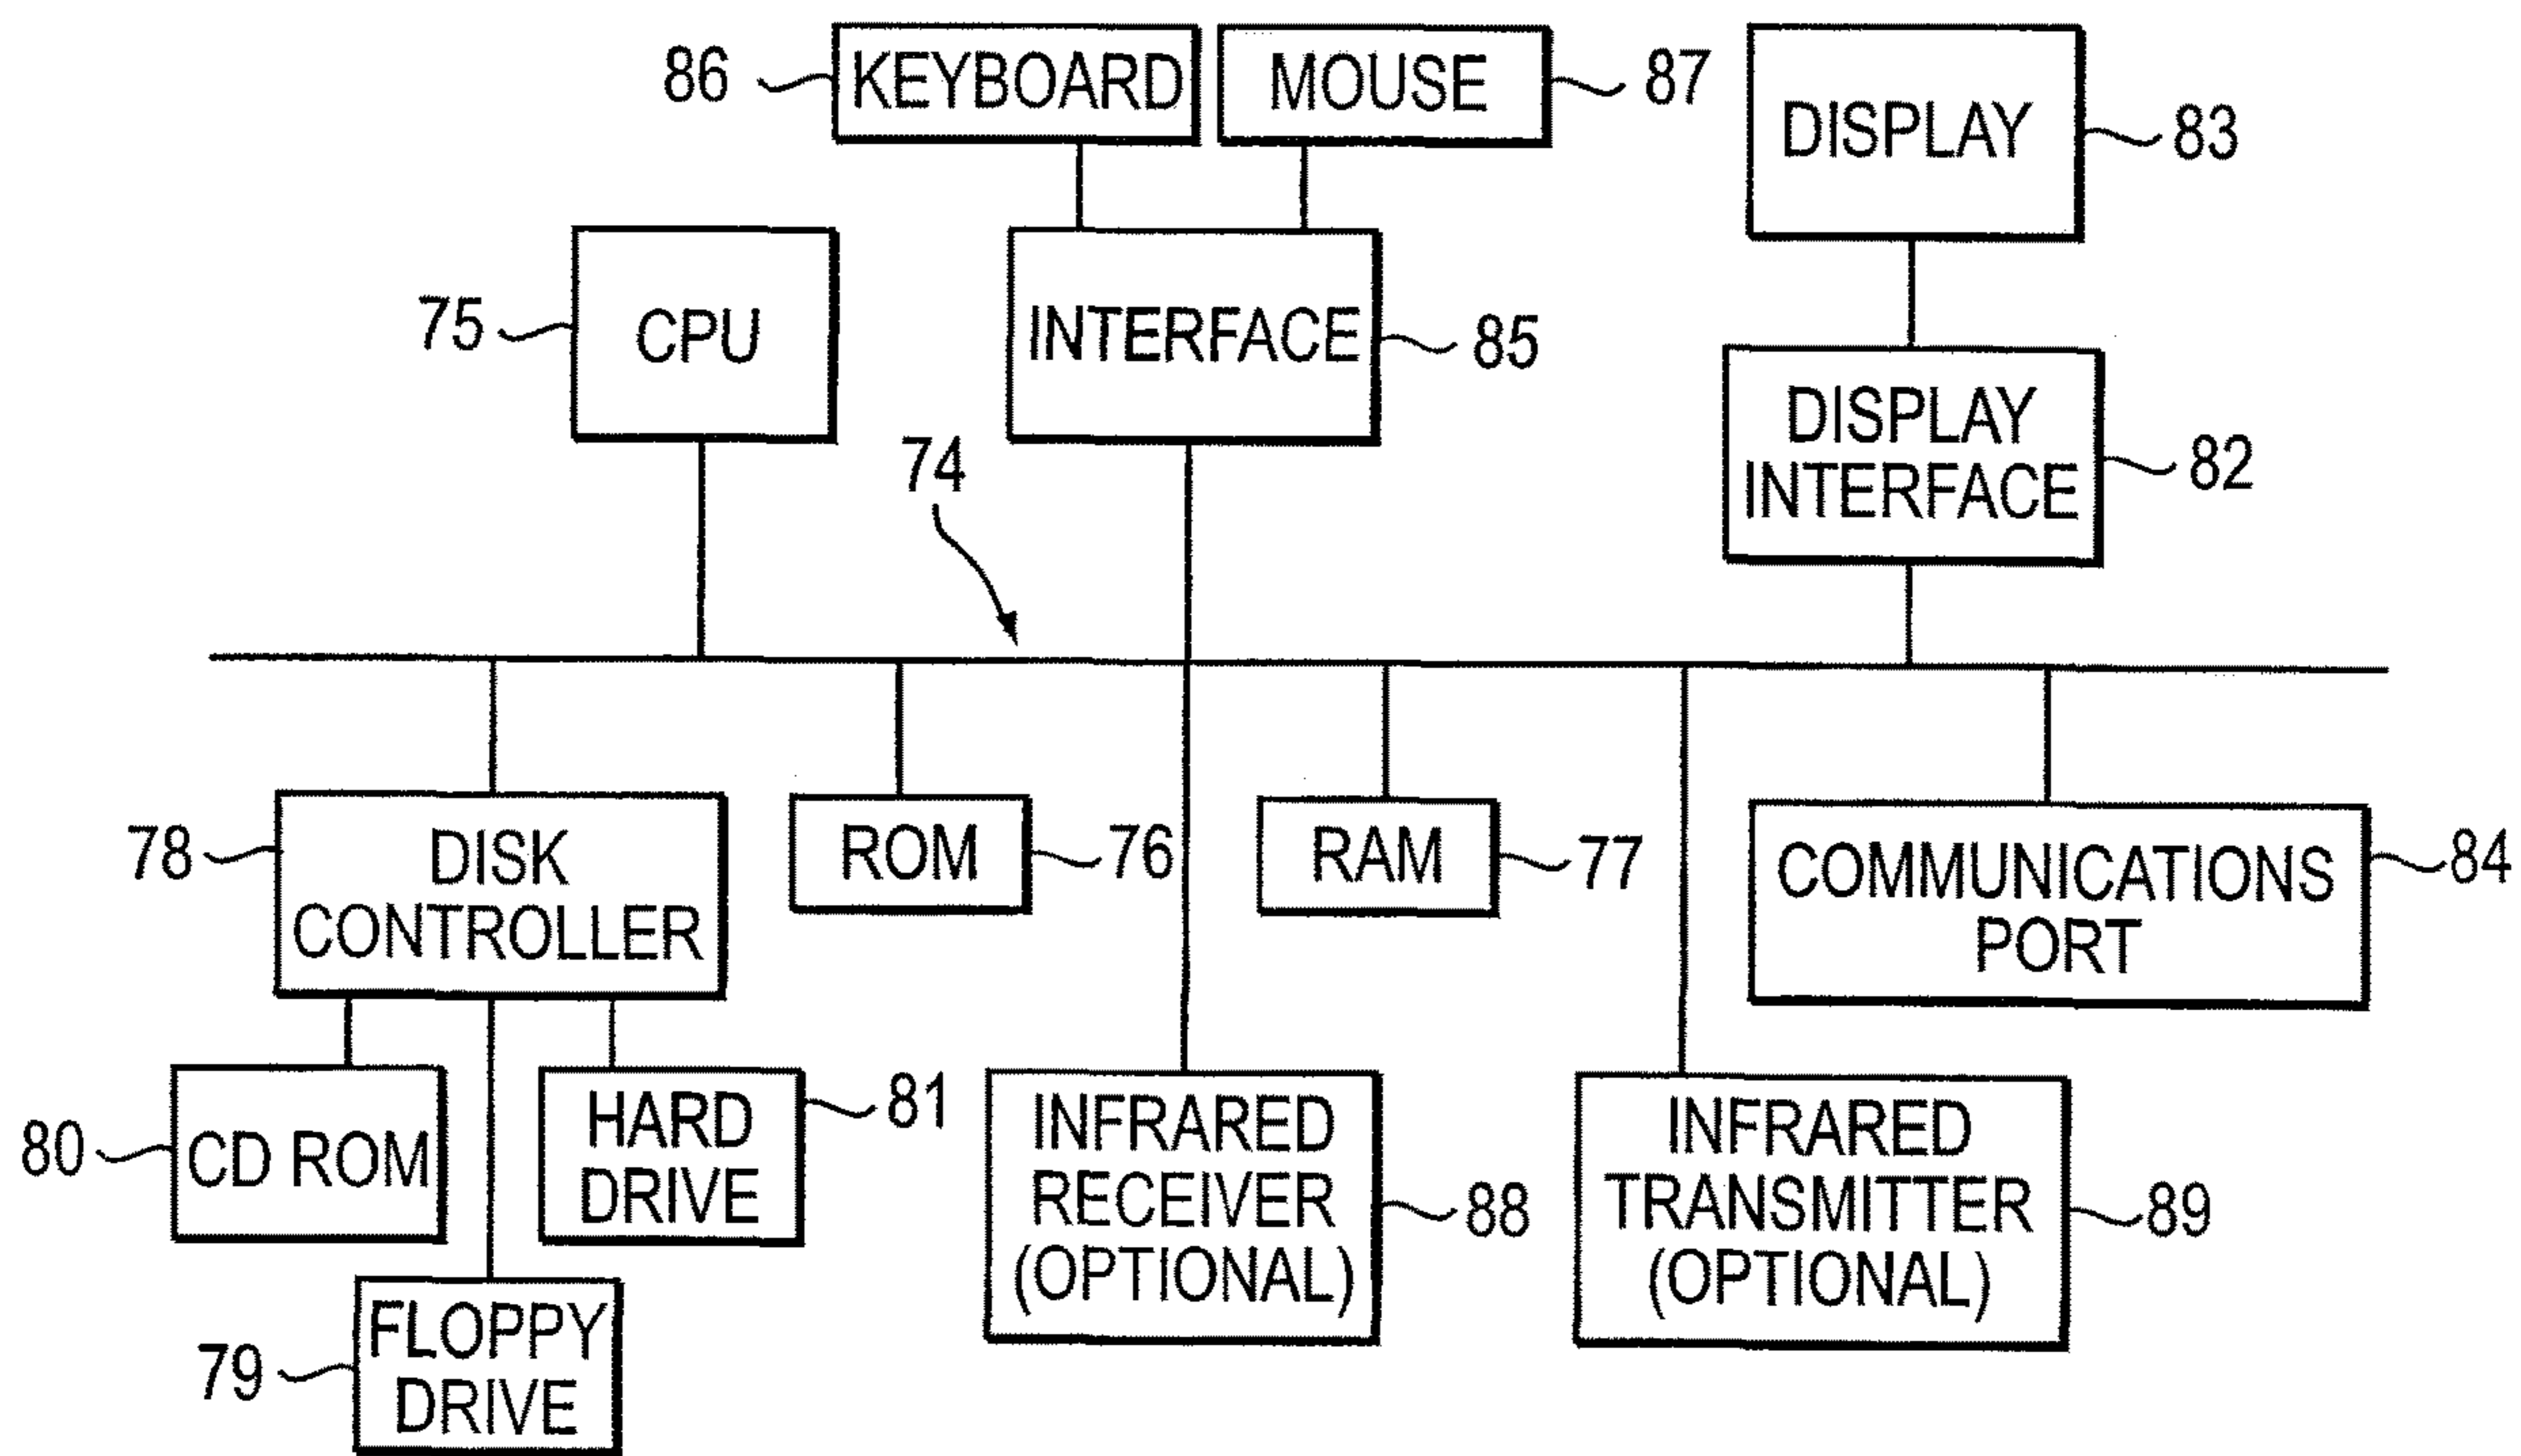 86
KEYBOARD
MOUSE
87
DISPLAY
83
75
CPU
INTERFACE
85
DISPLAY
INTERFACE
82
74
78
DISK
CONTROLLER
ROM
76
RAM
77
COMMUNICATIONS
PORT
84
80
CD ROM
HARD
DRIVE
81
INFRARED
RECEIVER
(OPTIONAL)
88
INFRARED
TRANSMITTER
(OPTIONAL)
89
79
FLOPPY
DRIVE